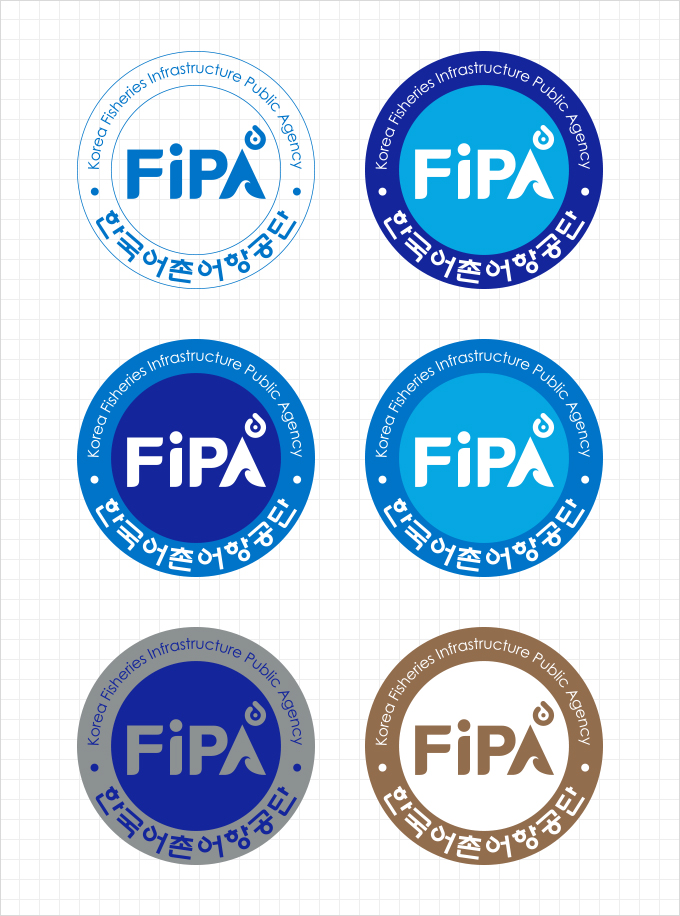 Korea Fisheries Infrastructure Public Agency
FiPA
한국어촌어항공단
Korea Fisheries Infrastructure Public Agency
FiPA
한국어촌어항공단
Korea Fisheries Infrastructure Public Agency
FiPA
한국어촌어항공단
Korea Fisheries Infrastructure Public Agency
FiPA
한국어촌어항공단
Korea Fisheries Infrastructure Public Agency
FiPA
한국어촌어항공단
Korea Fisheries Infrastructure Public Agency
FiPA
한국어촌어항공단